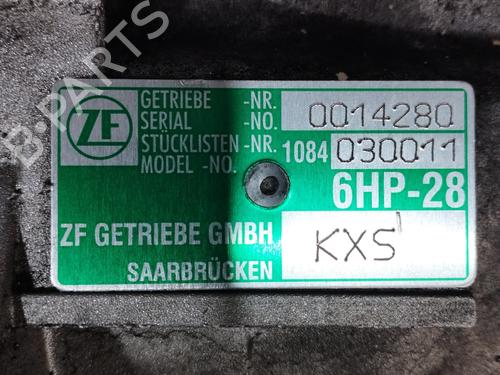 B-PARTS
ZF
GETRIEBE -NR. 0014280
SERIAL -NO.
STÜCKLISTEN -NR. 1084 030011
MODEL -NO.
6HP-28
ZF GETRIEBE GMBH KXS
SAARBRÜCKEN